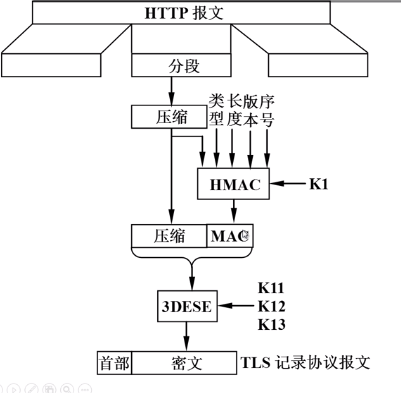 HTTP 报文
分段
压缩
类型
长度
版本
序号
HMAC
K1
压缩
MAC
3DESE
K11
K12
K13
首部
密文
TLS 记录协议报文